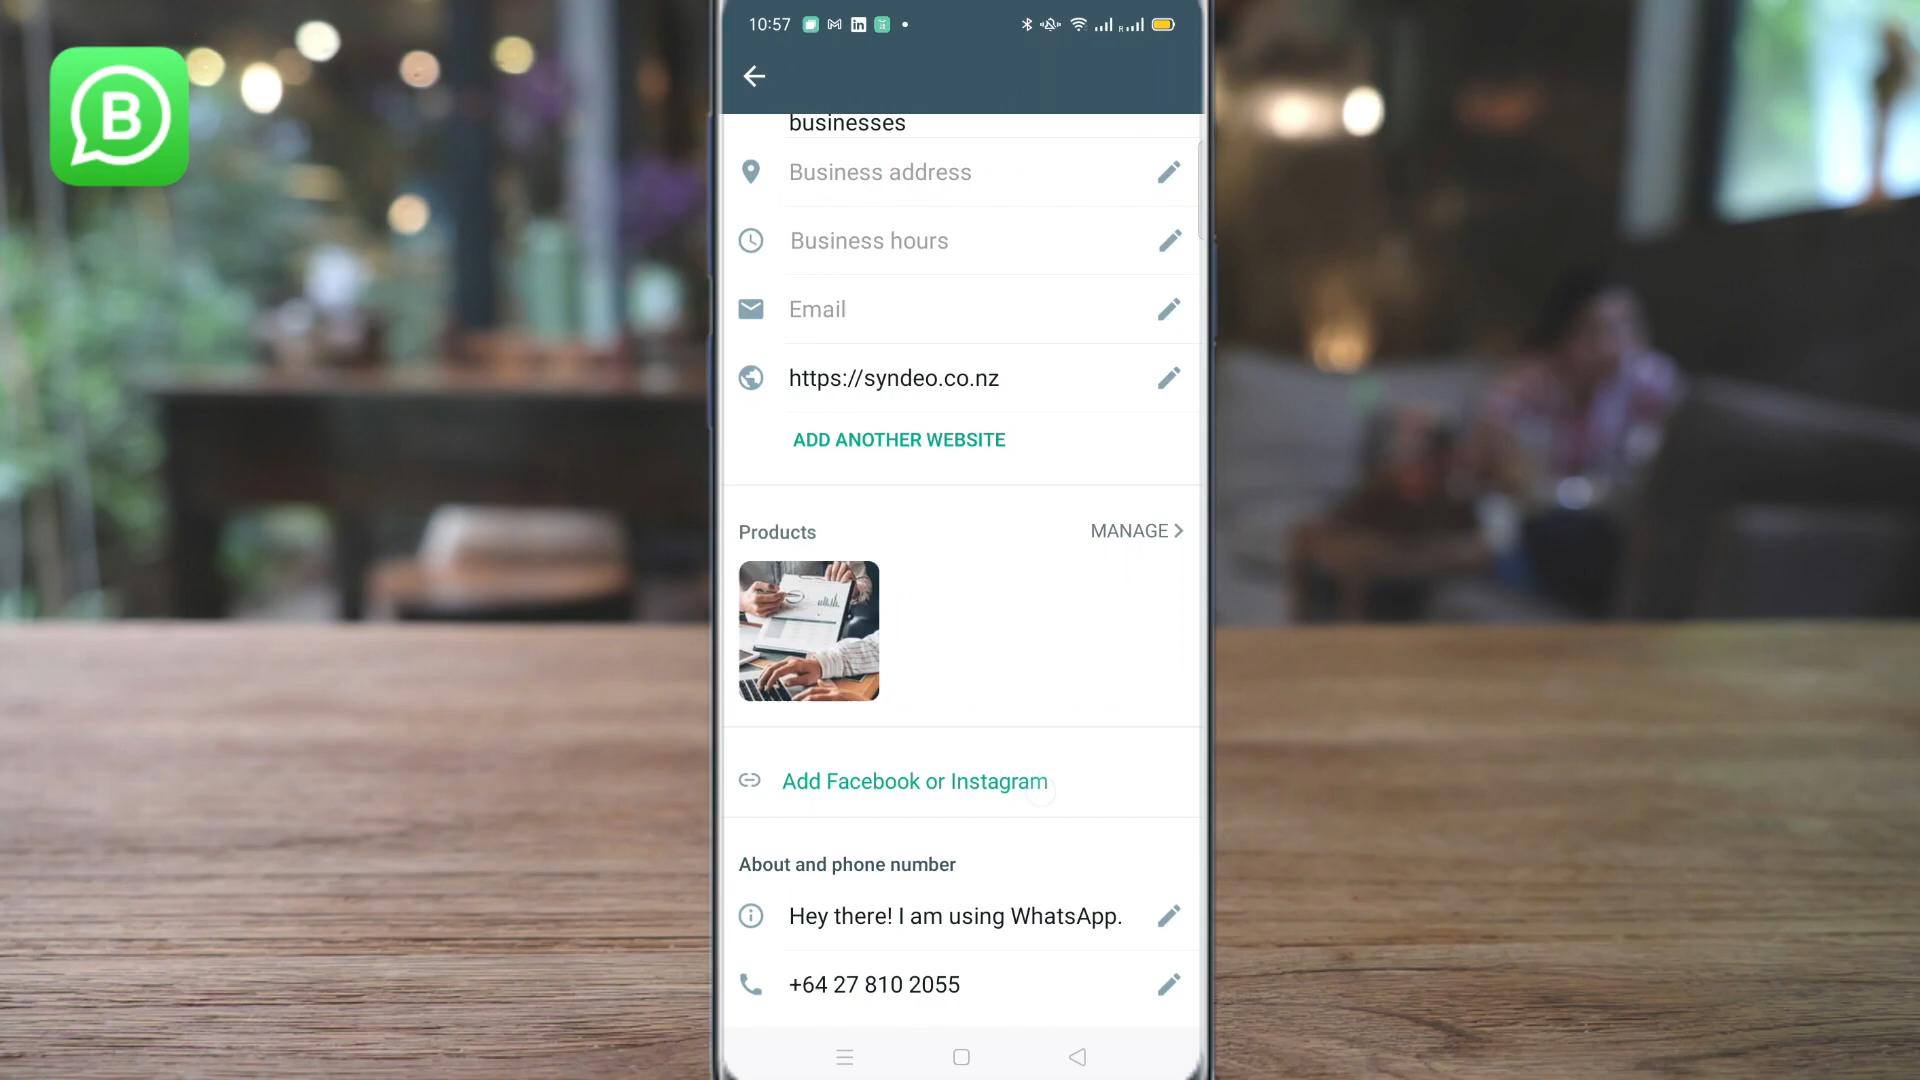 B
10:57
businesses
Business address
Business hours
Email
https://syndeo.co.nz
ADD ANOTHER WEBSITE
Products
MANAGE
Add Facebook or Instagram
About and phone number
Hey there! I am using WhatsApp.
+64 27 810 2055